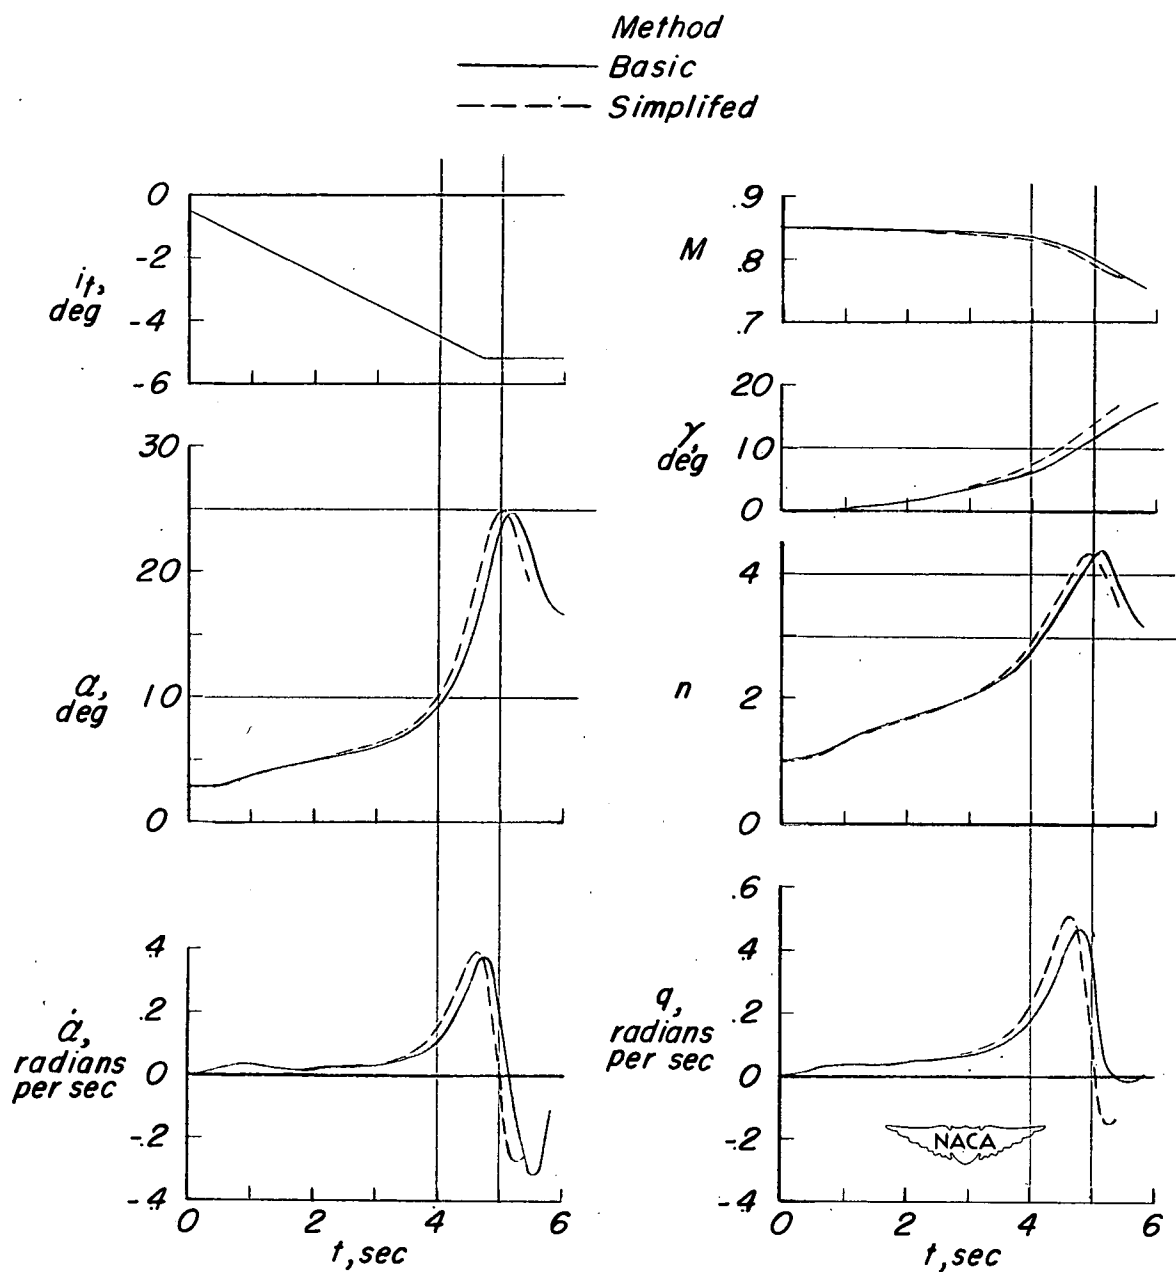 Method
Basic
Simplifed
0
-2
-4
-6
it,
deg
30
20
10
0
α,
deg
.4
.2
0
-.2
-.4
α̇,
radians
per sec
0 2 4 6
t, sec
.9
.8
.7
M
20
10
0
γ,
deg
4
2
0
n
.6
.4
.2
0
-.2
-.4
q,
radians
per sec
NACA
0 2 4 6
t, sec